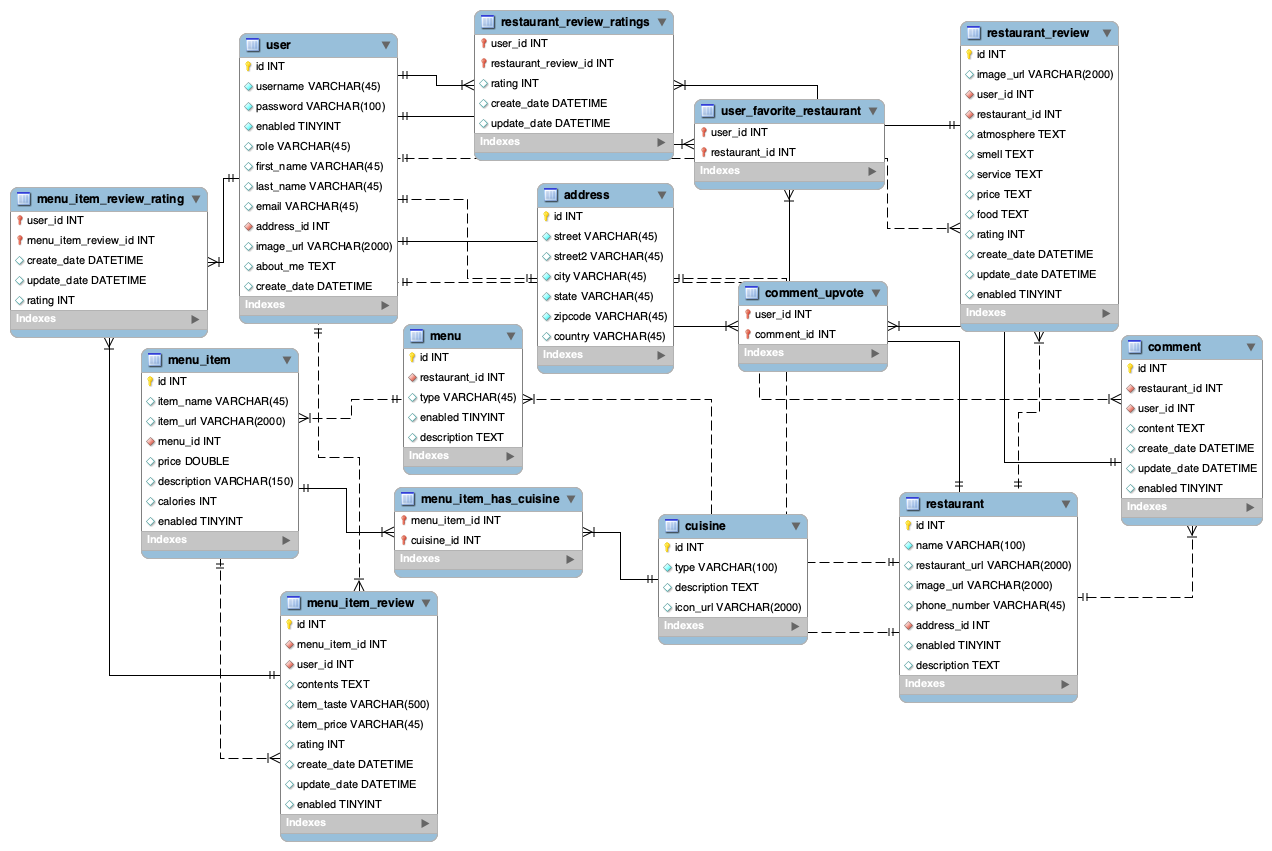 restaurant_review_ratings
user_id INT
restaurant_review_id INT
rating INT
create_date DATETIME
update_date DATETIME
Indexes
restaurant_review
id INT
image_url VARCHAR(2000)
user_id INT
restaurant_id INT
atmosphere TEXT
smell TEXT
service TEXT
price TEXT
food TEXT
rating INT
create_date DATETIME
update_date DATETIME
enabled TINYINT
Indexes
user
id INT
username VARCHAR(45)
password VARCHAR(100)
enabled TINYINT
role VARCHAR(45)
first_name VARCHAR(45)
last_name VARCHAR(45)
email VARCHAR(45)
address_id INT
image_url VARCHAR(2000)
about_me TEXT
create_date DATETIME
Indexes
user_favorite_restaurant
user_id INT
restaurant_id INT
Indexes
menu_item_review_rating
user_id INT
menu_item_review_id INT
create_date DATETIME
update_date DATETIME
rating INT
Indexes
address
id INT
street VARCHAR(45)
street2 VARCHAR(45)
city VARCHAR(45)
state VARCHAR(45)
zipcode VARCHAR(45)
country VARCHAR(45)
Indexes
comment_upvote
user_id INT
comment_id INT
Indexes
menu
id INT
restaurant_id INT
type VARCHAR(45)
enabled TINYINT
description TEXT
Indexes
comment
id INT
restaurant_id INT
user_id INT
content TEXT
create_date DATETIME
update_date DATETIME
enabled TINYINT
Indexes
menu_item
id INT
item_name VARCHAR(45)
item_url VARCHAR(2000)
menu_id INT
price DOUBLE
description VARCHAR(150)
calories INT
enabled TINYINT
Indexes
menu_item_has_cuisine
menu_item_id INT
cuisine_id INT
Indexes
restaurant
id INT
name VARCHAR(100)
restaurant_url VARCHAR(2000)
image_url VARCHAR(2000)
phone_number VARCHAR(45)
address_id INT
enabled TINYINT
description TEXT
Indexes
cuisine
id INT
type VARCHAR(100)
description TEXT
icon_url VARCHAR(2000)
Indexes
menu_item_review
id INT
menu_item_id INT
user_id INT
contents TEXT
item_taste VARCHAR(500)
item_price VARCHAR(45)
rating INT
create_date DATETIME
update_date DATETIME
enabled TINYINT
Indexes